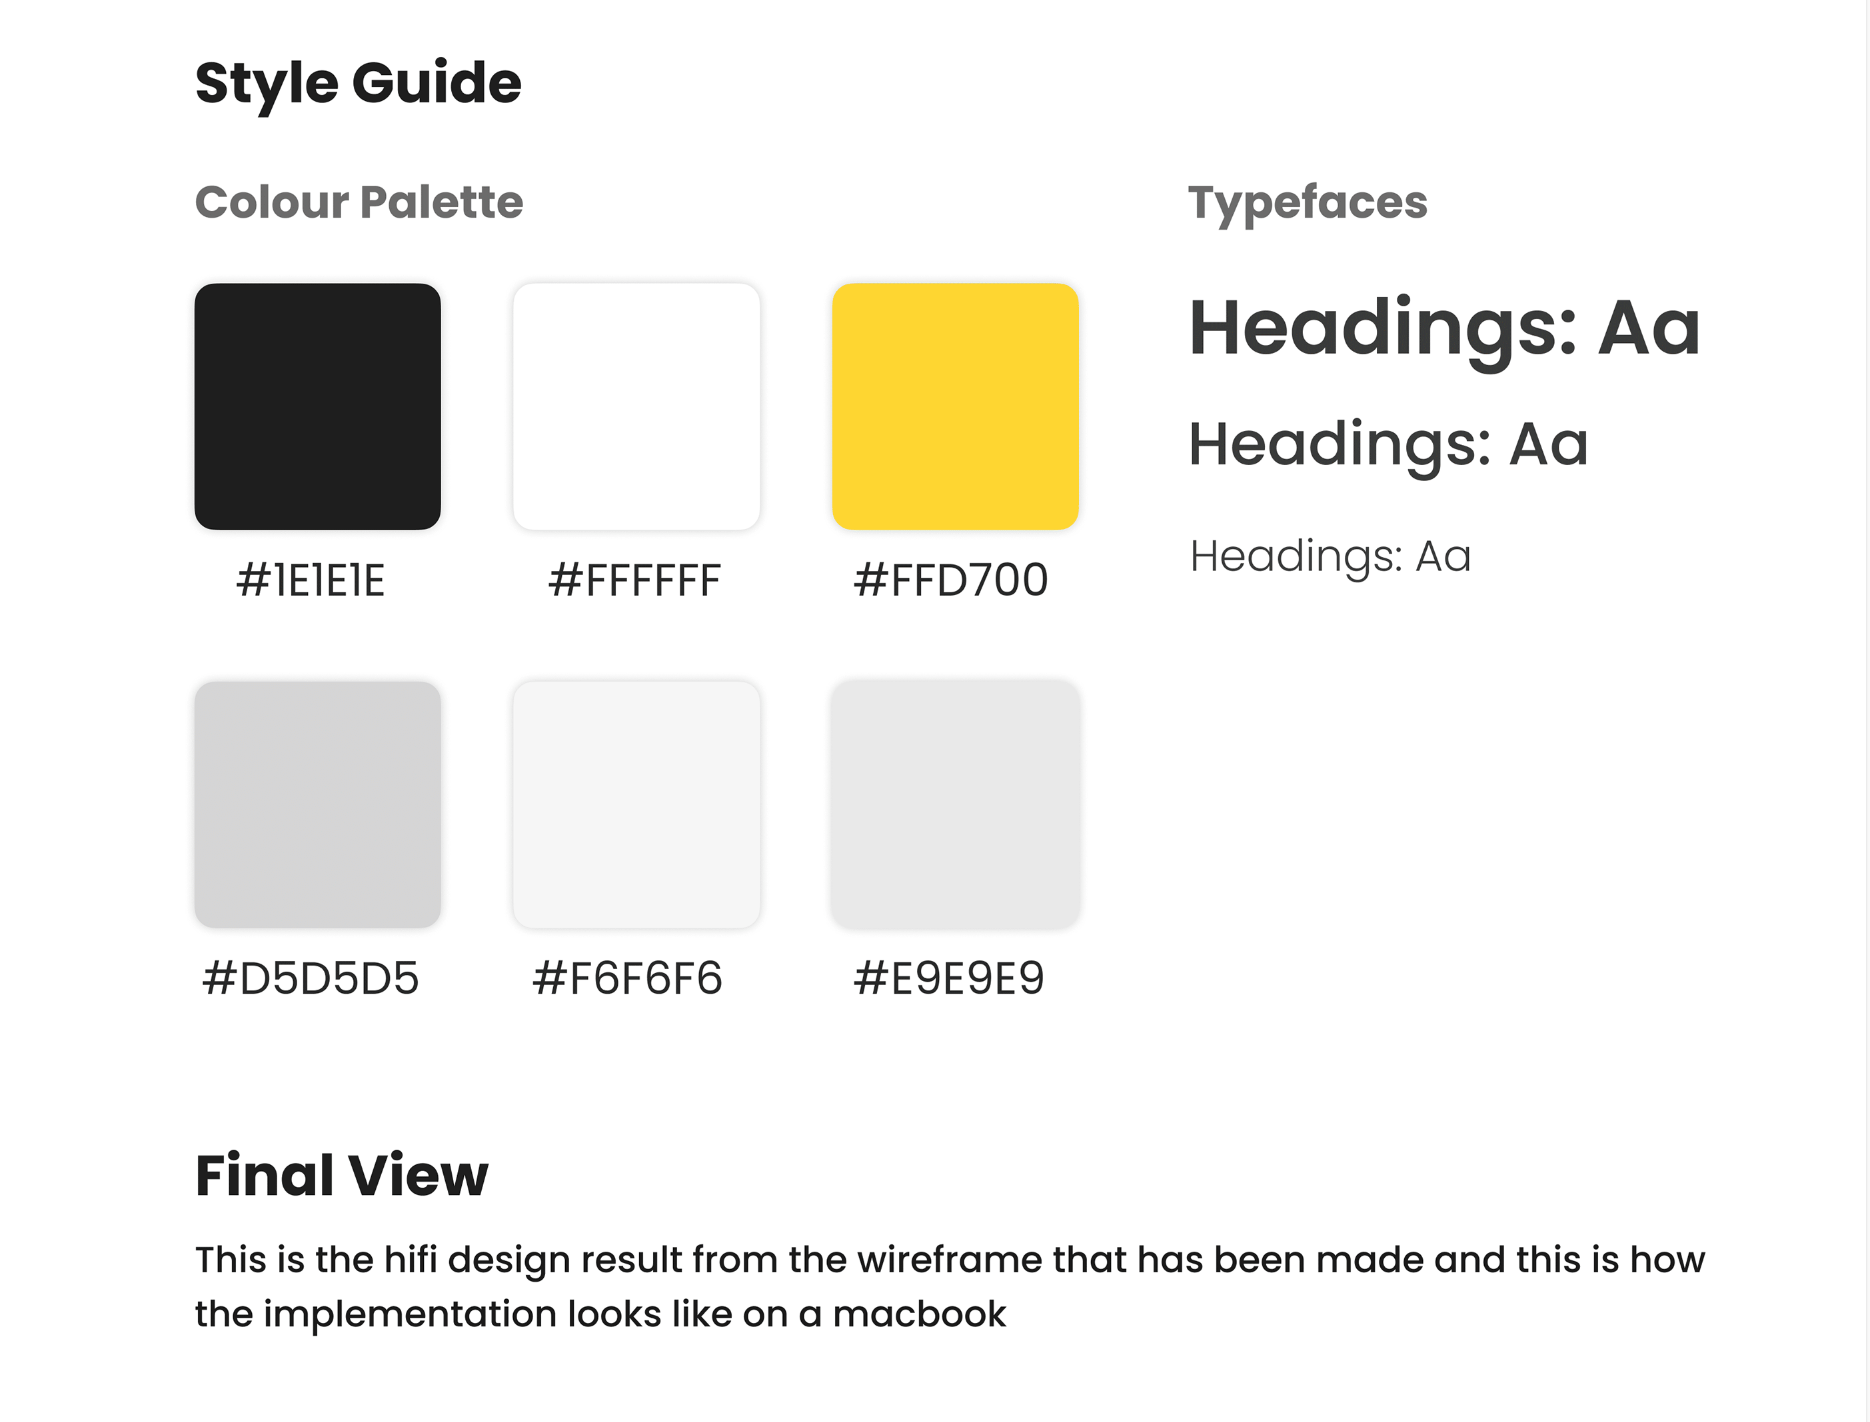 Style Guide
Colour Palette
Typefaces
Headings: Aa
Headings: Aa
Headings: Aa
#1E1E1E
#FFFFFF
#FFD700
#D5D5D5
#F6F6F6
#E9E9E9
Final View
This is the hifi design result from the wireframe that has been made and this is how
the implementation looks like on a macbook